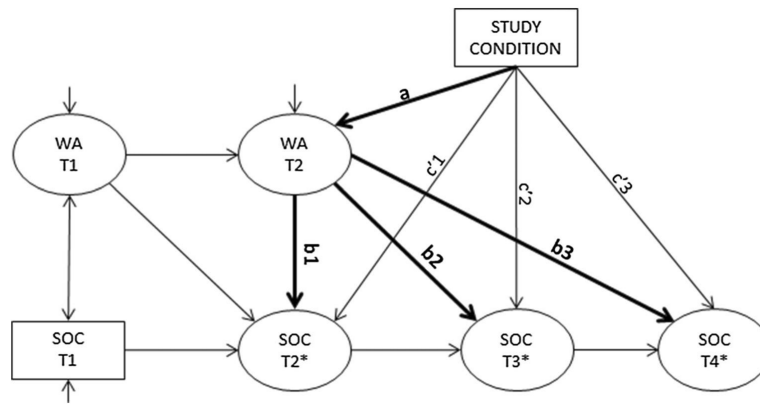 STUDY
CONDITION
a
WA
T1
WA
T2
c'1
c'2
c'3
b1
b2
b3
SOC
T1
SOC
T2*
SOC
T3*
SOC
T4*